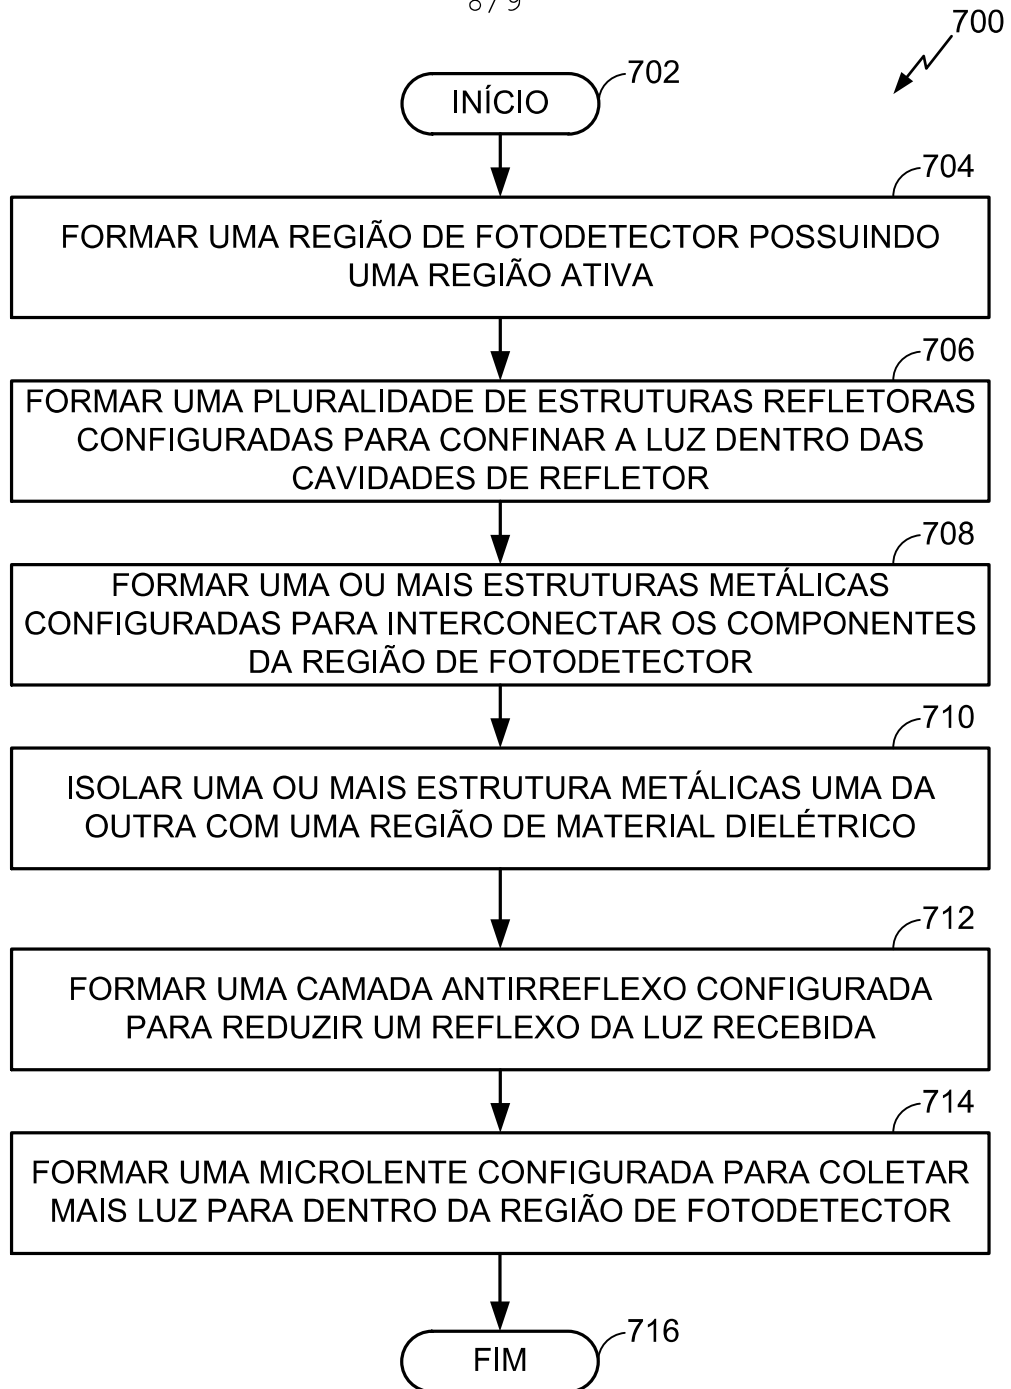 8/9
700
INÍCIO
702
704
FORMAR UMA REGIÃO DE FOTODETECTOR POSSUINDO
UMA REGIÃO ATIVA
706
FORMAR UMA PLURALIDADE DE ESTRUTURAS REFLETORAS
CONFIGURADAS PARA CONFINAR A LUZ DENTRO DAS
CAVIDADES DE REFLETOR
708
FORMAR UMA OU MAIS ESTRUTURAS METÁLICAS
CONFIGURADAS PARA INTERCONECTAR OS COMPONENTES
DA REGIÃO DE FOTODETECTOR
710
ISOLAR UMA OU MAIS ESTRUTURA METÁLICAS UMA DA
OUTRA COM UMA REGIÃO DE MATERIAL DIELÉTRICO
712
FORMAR UMA CAMADA ANTIRREFLEXO CONFIGURADA
PARA REDUZIR UM REFLEXO DA LUZ RECEBIDA
714
FORMAR UMA MICROLENTE CONFIGURADA PARA COLETAR
MAIS LUZ PARA DENTRO DA REGIÃO DE FOTODETECTOR
716
FIM